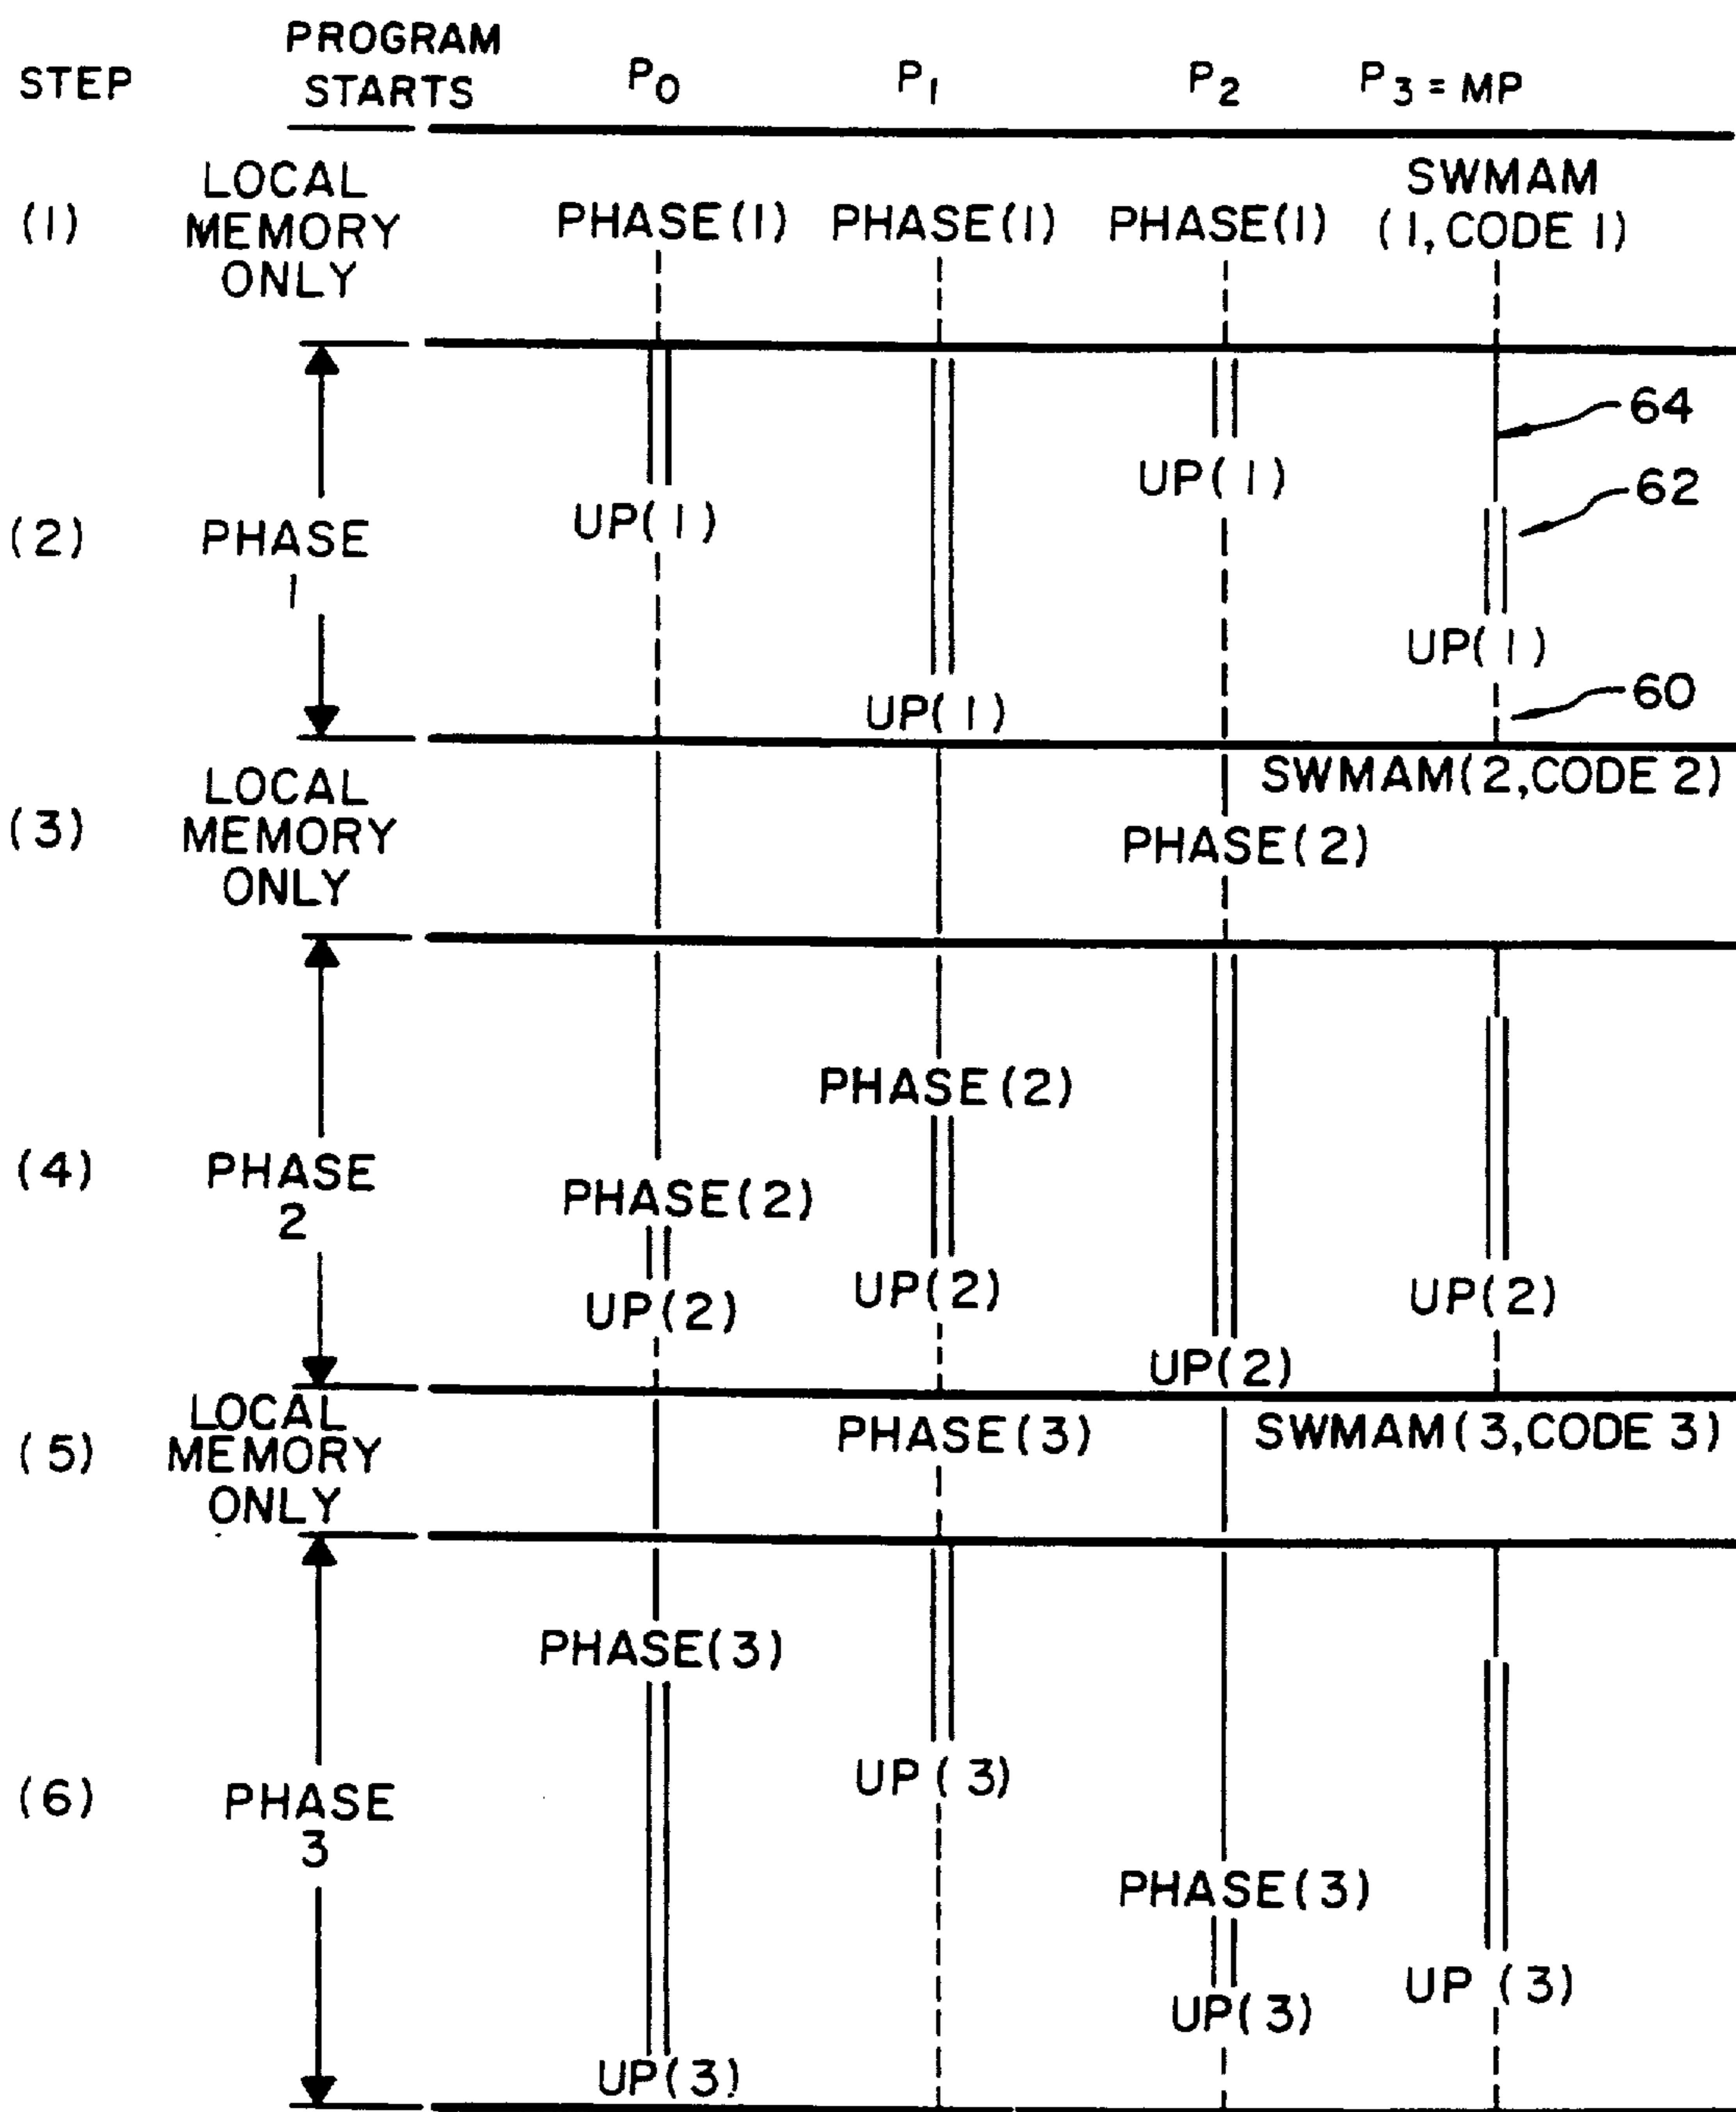 STEP PROGRAM STARTS P0 P1 P2 P3 = MP
(1) LOCAL MEMORY ONLY PHASE(1) PHASE(1) PHASE(1) SWMAM (1,CODE 1)
64
UP(1)
62
UP(1)
(2) PHASE 1
UP(1)
60
UP(1)
SWMAM(2,CODE 2)
(3) LOCAL MEMORY ONLY PHASE(2)
PHASE(2)
(4) PHASE 2 PHASE(2)
UP(2) UP(2) UP(2)
UP(2)
(5) LOCAL MEMORY ONLY PHASE(3) SWMAM(3,CODE 3)
PHASE(3)
UP(3)
(6) PHASE 3
PHASE(3)
UP (3)
UP(3)
UP(3)